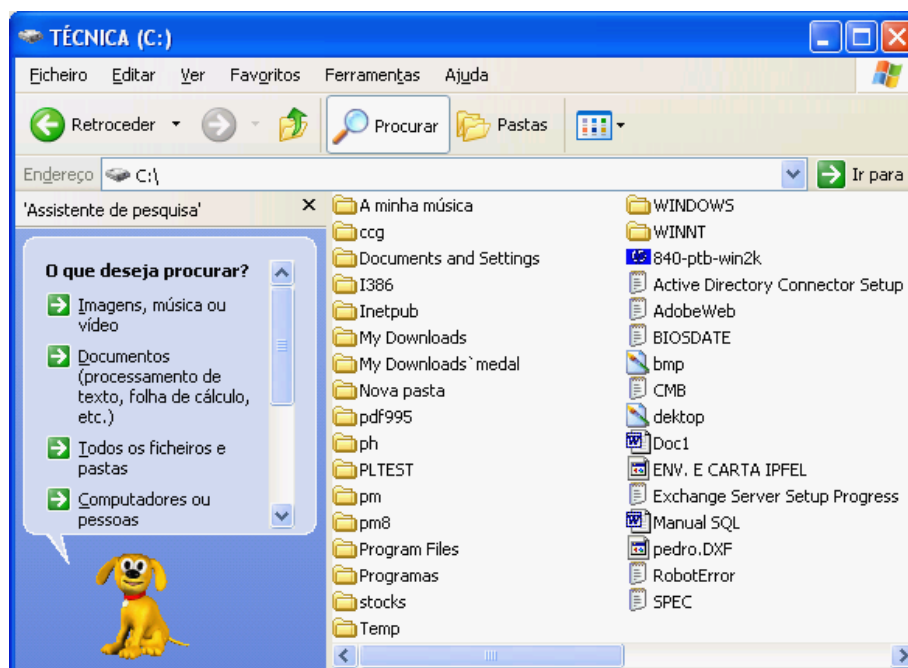 TÉCNICA (C:)
Ficheiro Editar Ver Favoritos Ferramentas Ajuda
Retroceder Procurar Pastas
Endereço C:\ Ir para
'Assistente de pesquisa' ×
O que deseja procurar?
Imagens, música ou
vídeo
Documentos
(processamento de
texto, folha de cálculo,
etc.)
Todos os ficheiros e
pastas
Computadores ou
pessoas
A minha música
ccg
Documents and Settings
I386
Inetpub
My Downloads
My Downloads`medal
Nova pasta
pdf995
ph
PLTEST
pm
pm8
Program Files
Programas
stocks
Temp
WINDOWS
WINNT
840-ptb-win2k
Active Directory Connector Setup
AdobeWeb
BIOSDATE
bmp
CMB
dektop
Doc1
ENV. E CARTA IPFEL
Exchange Server Setup Progress
Manual SQL
pedro.DXF
RobotError
SPEC